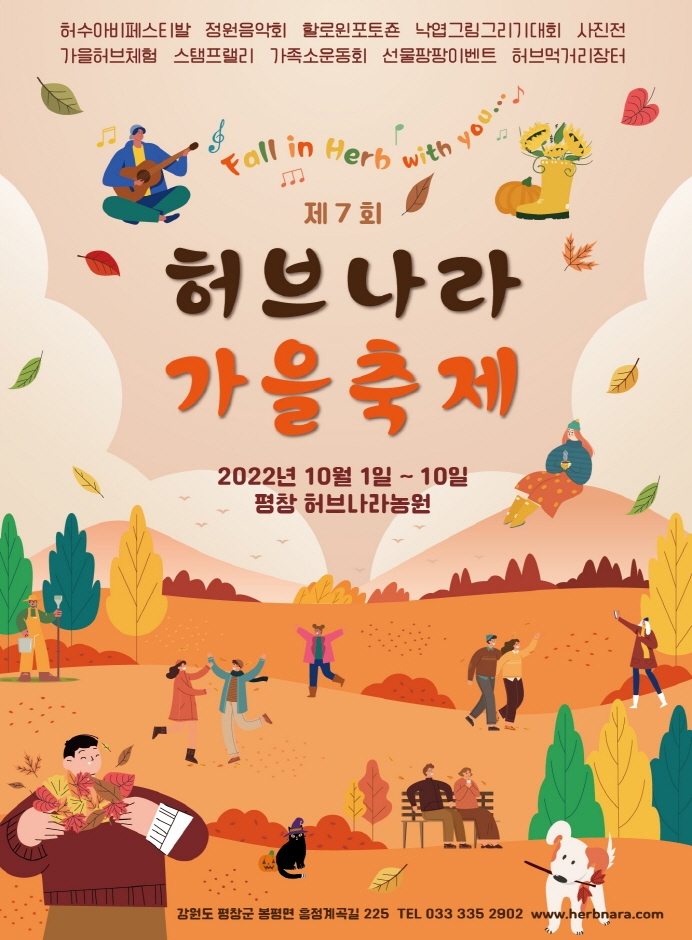 허수아비페스티발 정원음악회 할로윈포토존 낙엽그림그리기대회 사진전
가을허브체험 스탬프랠리 가족소운동회 선물팡팡이벤트 허브먹거리장터
Fall in Herb with you...
제 7 회
허브나라
가을축제
2022년 10월 1일 ~ 10일
평창 허브나라농원
강원도 평창군 봉평면 흥정계곡길 225 TEL 033 335 2902 www.herbnara.com